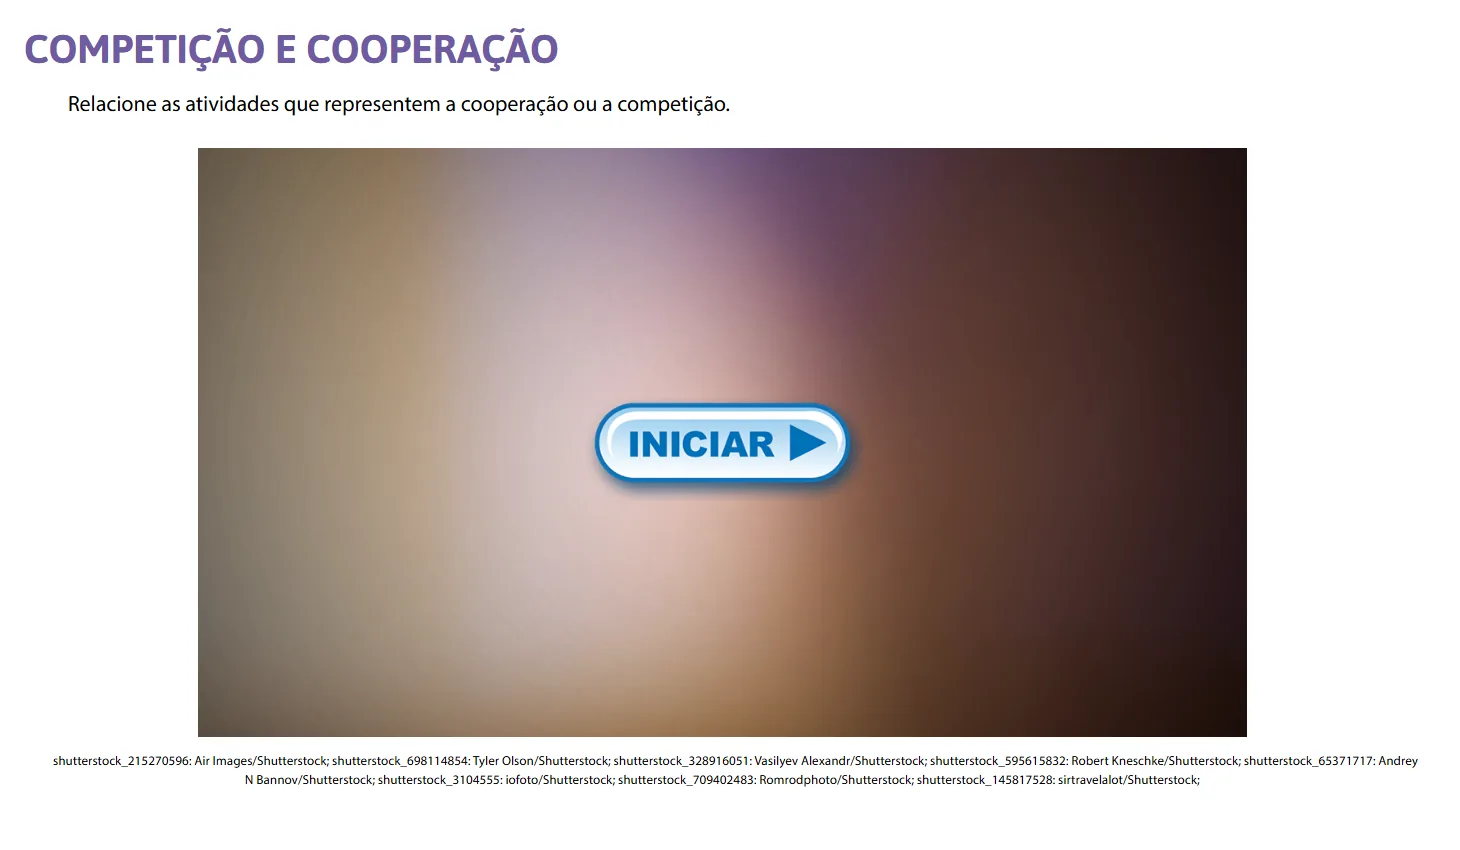 COMPETIÇÃO E COOPERAÇÃO
Relacione as atividades que representem a cooperação ou a competição.
INICIAR
shutterstock_215270596: Air Images/Shutterstock; shutterstock_698114854: Tyler Olson/Shutterstock; shutterstock_328916051: Vasilyev Alexandr/Shutterstock; shutterstock_595615832: Robert Kneschke/Shutterstock; shutterstock_65371717: Andrey
N Bannov/Shutterstock; shutterstock_3104555: iofoto/Shutterstock; shutterstock_709402483: Romrodphoto/Shutterstock; shutterstock_145817528: sirtravelalot/Shutterstock;